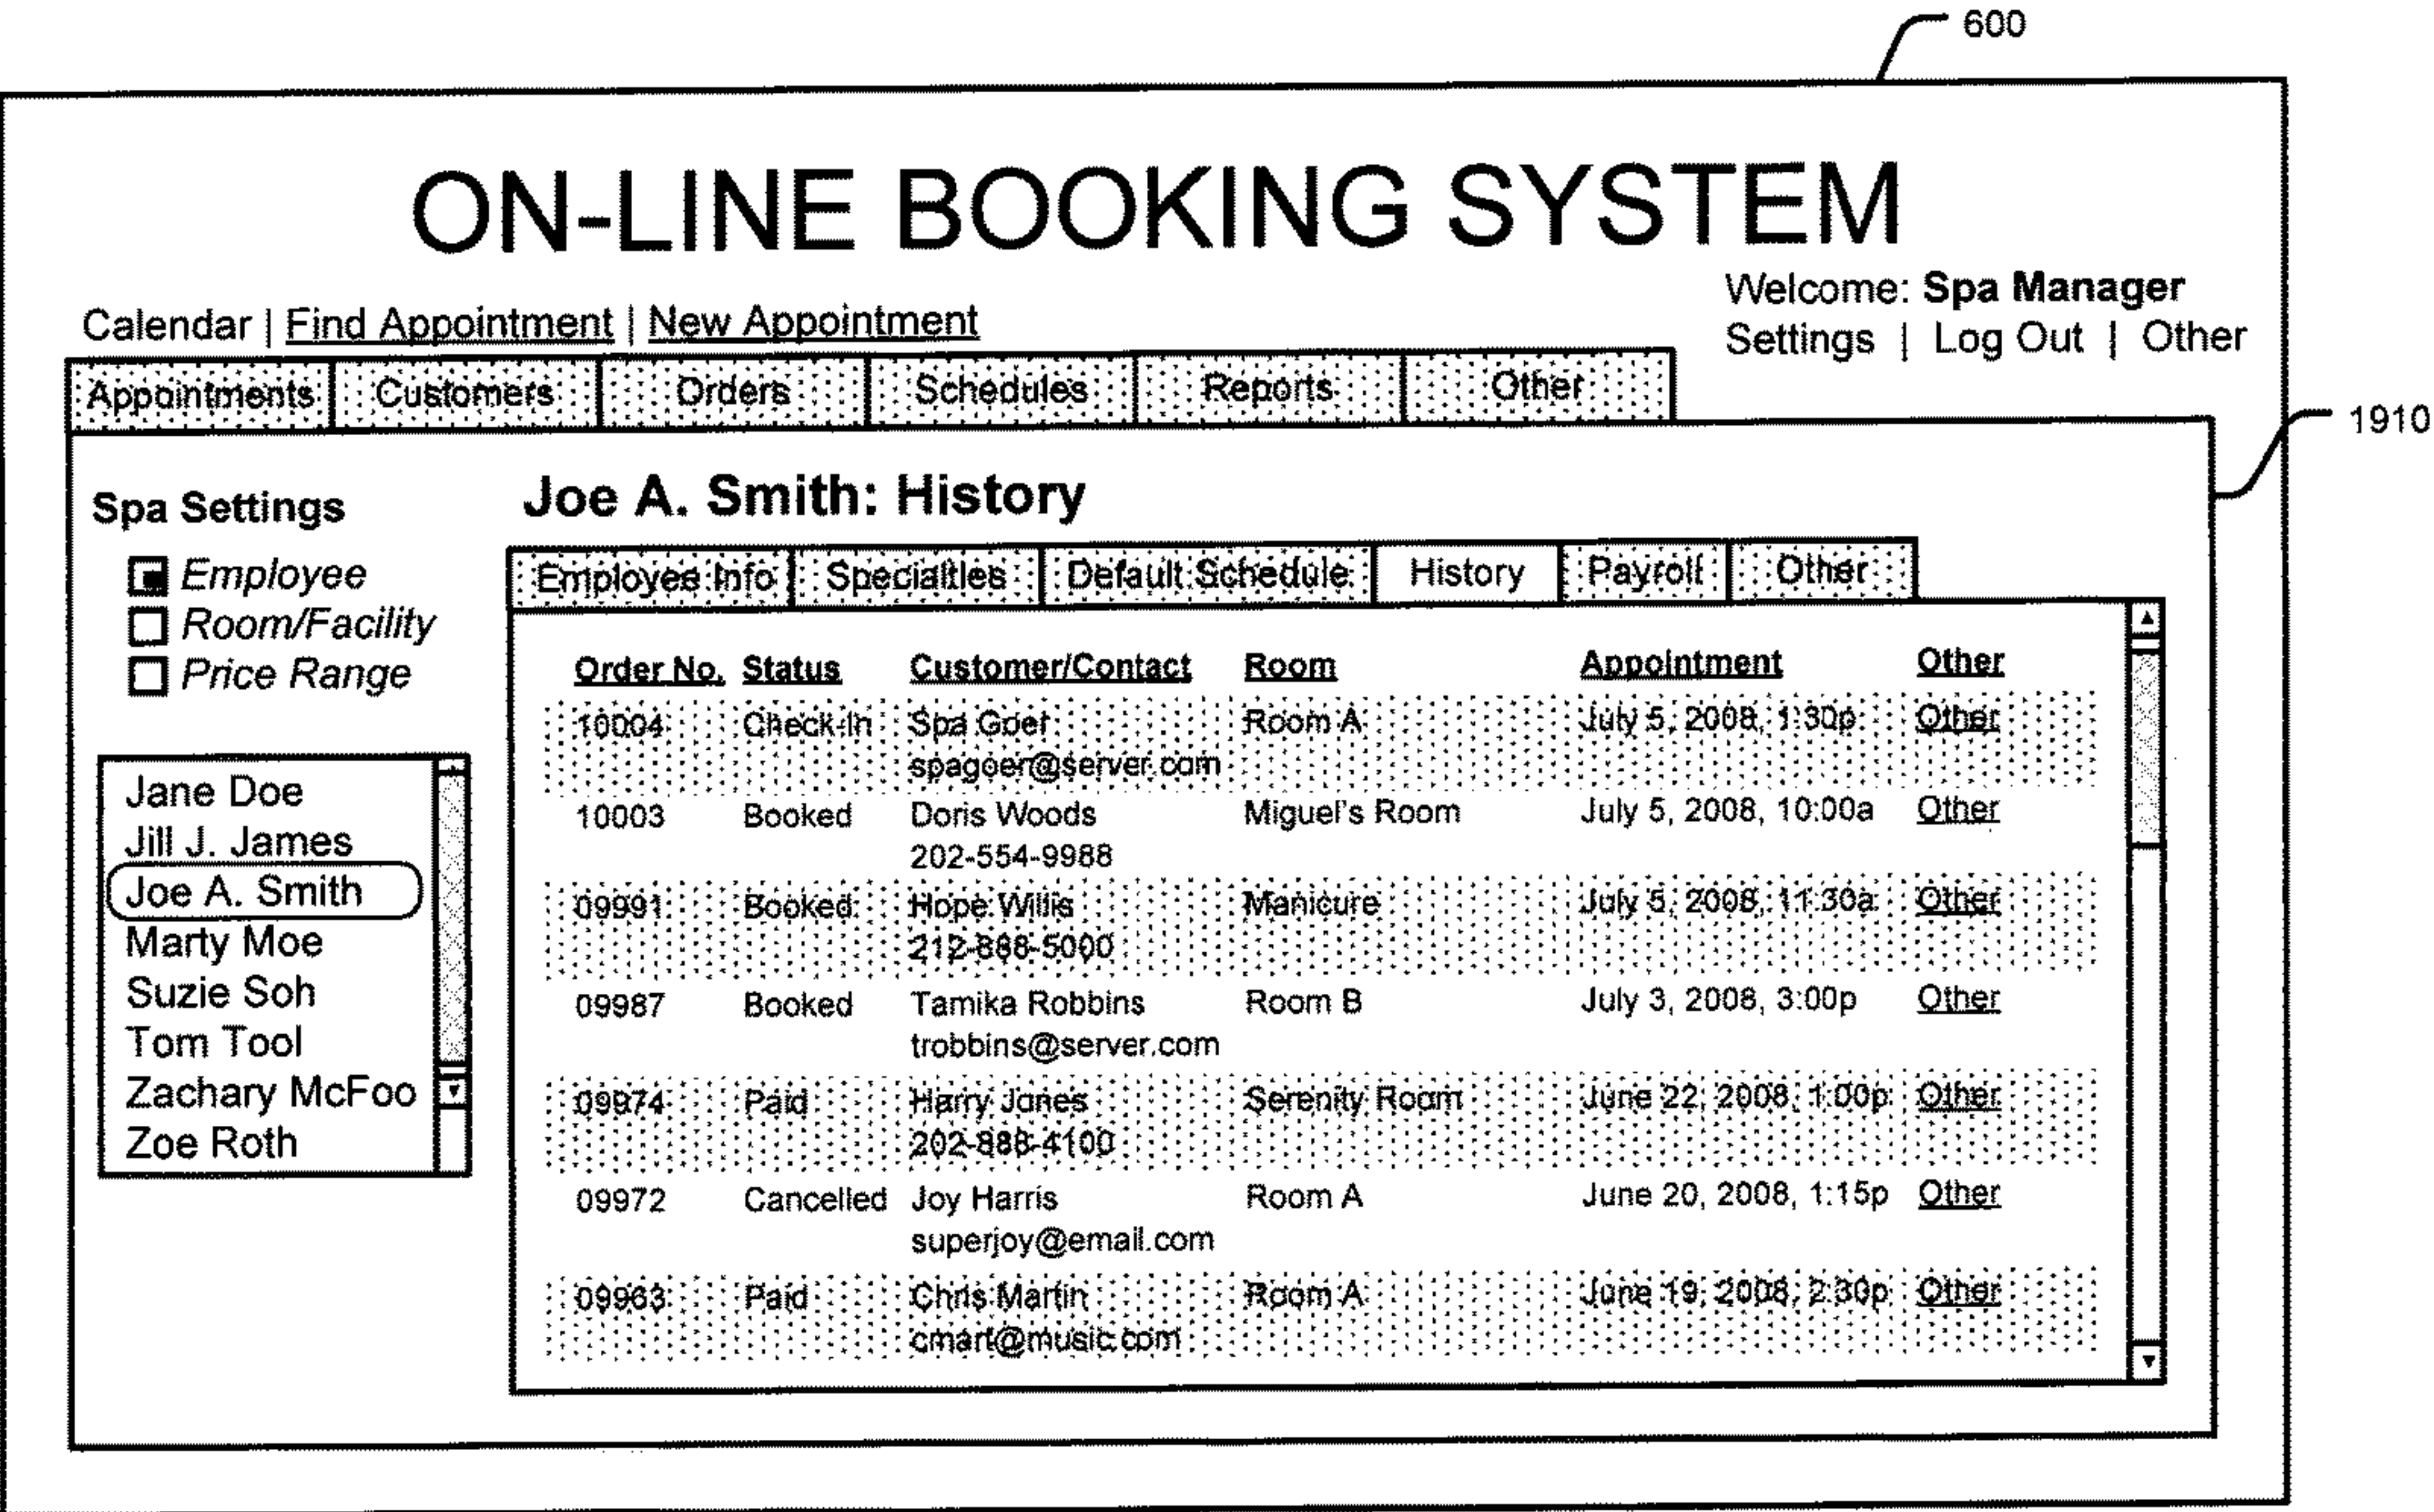 600
ON-LINE BOOKING SYSTEM
Welcome: Spa Manager
Calendar | Find Appointment | New Appointment
Settings | Log Out | Other
Appointments Customers Orders Schedules Reports Other
1910
Spa Settings
Employee
Room/Facility
Price Range
Jane Doe
Jill J. James
Joe A. Smith
Marty Moe
Suzie Soh
Tom Tool
Zachary McFoo
Zoe Roth
Joe A. Smith: History
Employee Info Specialties Default Schedule History Payroll Other
Order No. Status Customer/Contact Room Appointment Other
10004 Check-In Spa Goer Room A July 5, 2008, 1:30p Other
spagoer@server.com
10003 Booked Doris Woods Miguel's Room July 5, 2008, 10:00a Other
202-554-9988
09991 Booked Hope Willis Manicure July 5, 2008, 11:30a Other
212-888-5000
09987 Booked Tamika Robbins Room B July 3, 2008, 3:00p Other
trobbins@server.com
09974 Paid Harry Jones Serenity Room June 22, 2008, 1:00p Other
202-888-4100
09972 Cancelled Joy Harris Room A June 20, 2008, 1:15p Other
superjoy@email.com
09963 Paid Chris Martin Room A June 19, 2008, 2:30p Other
cmart@music.com